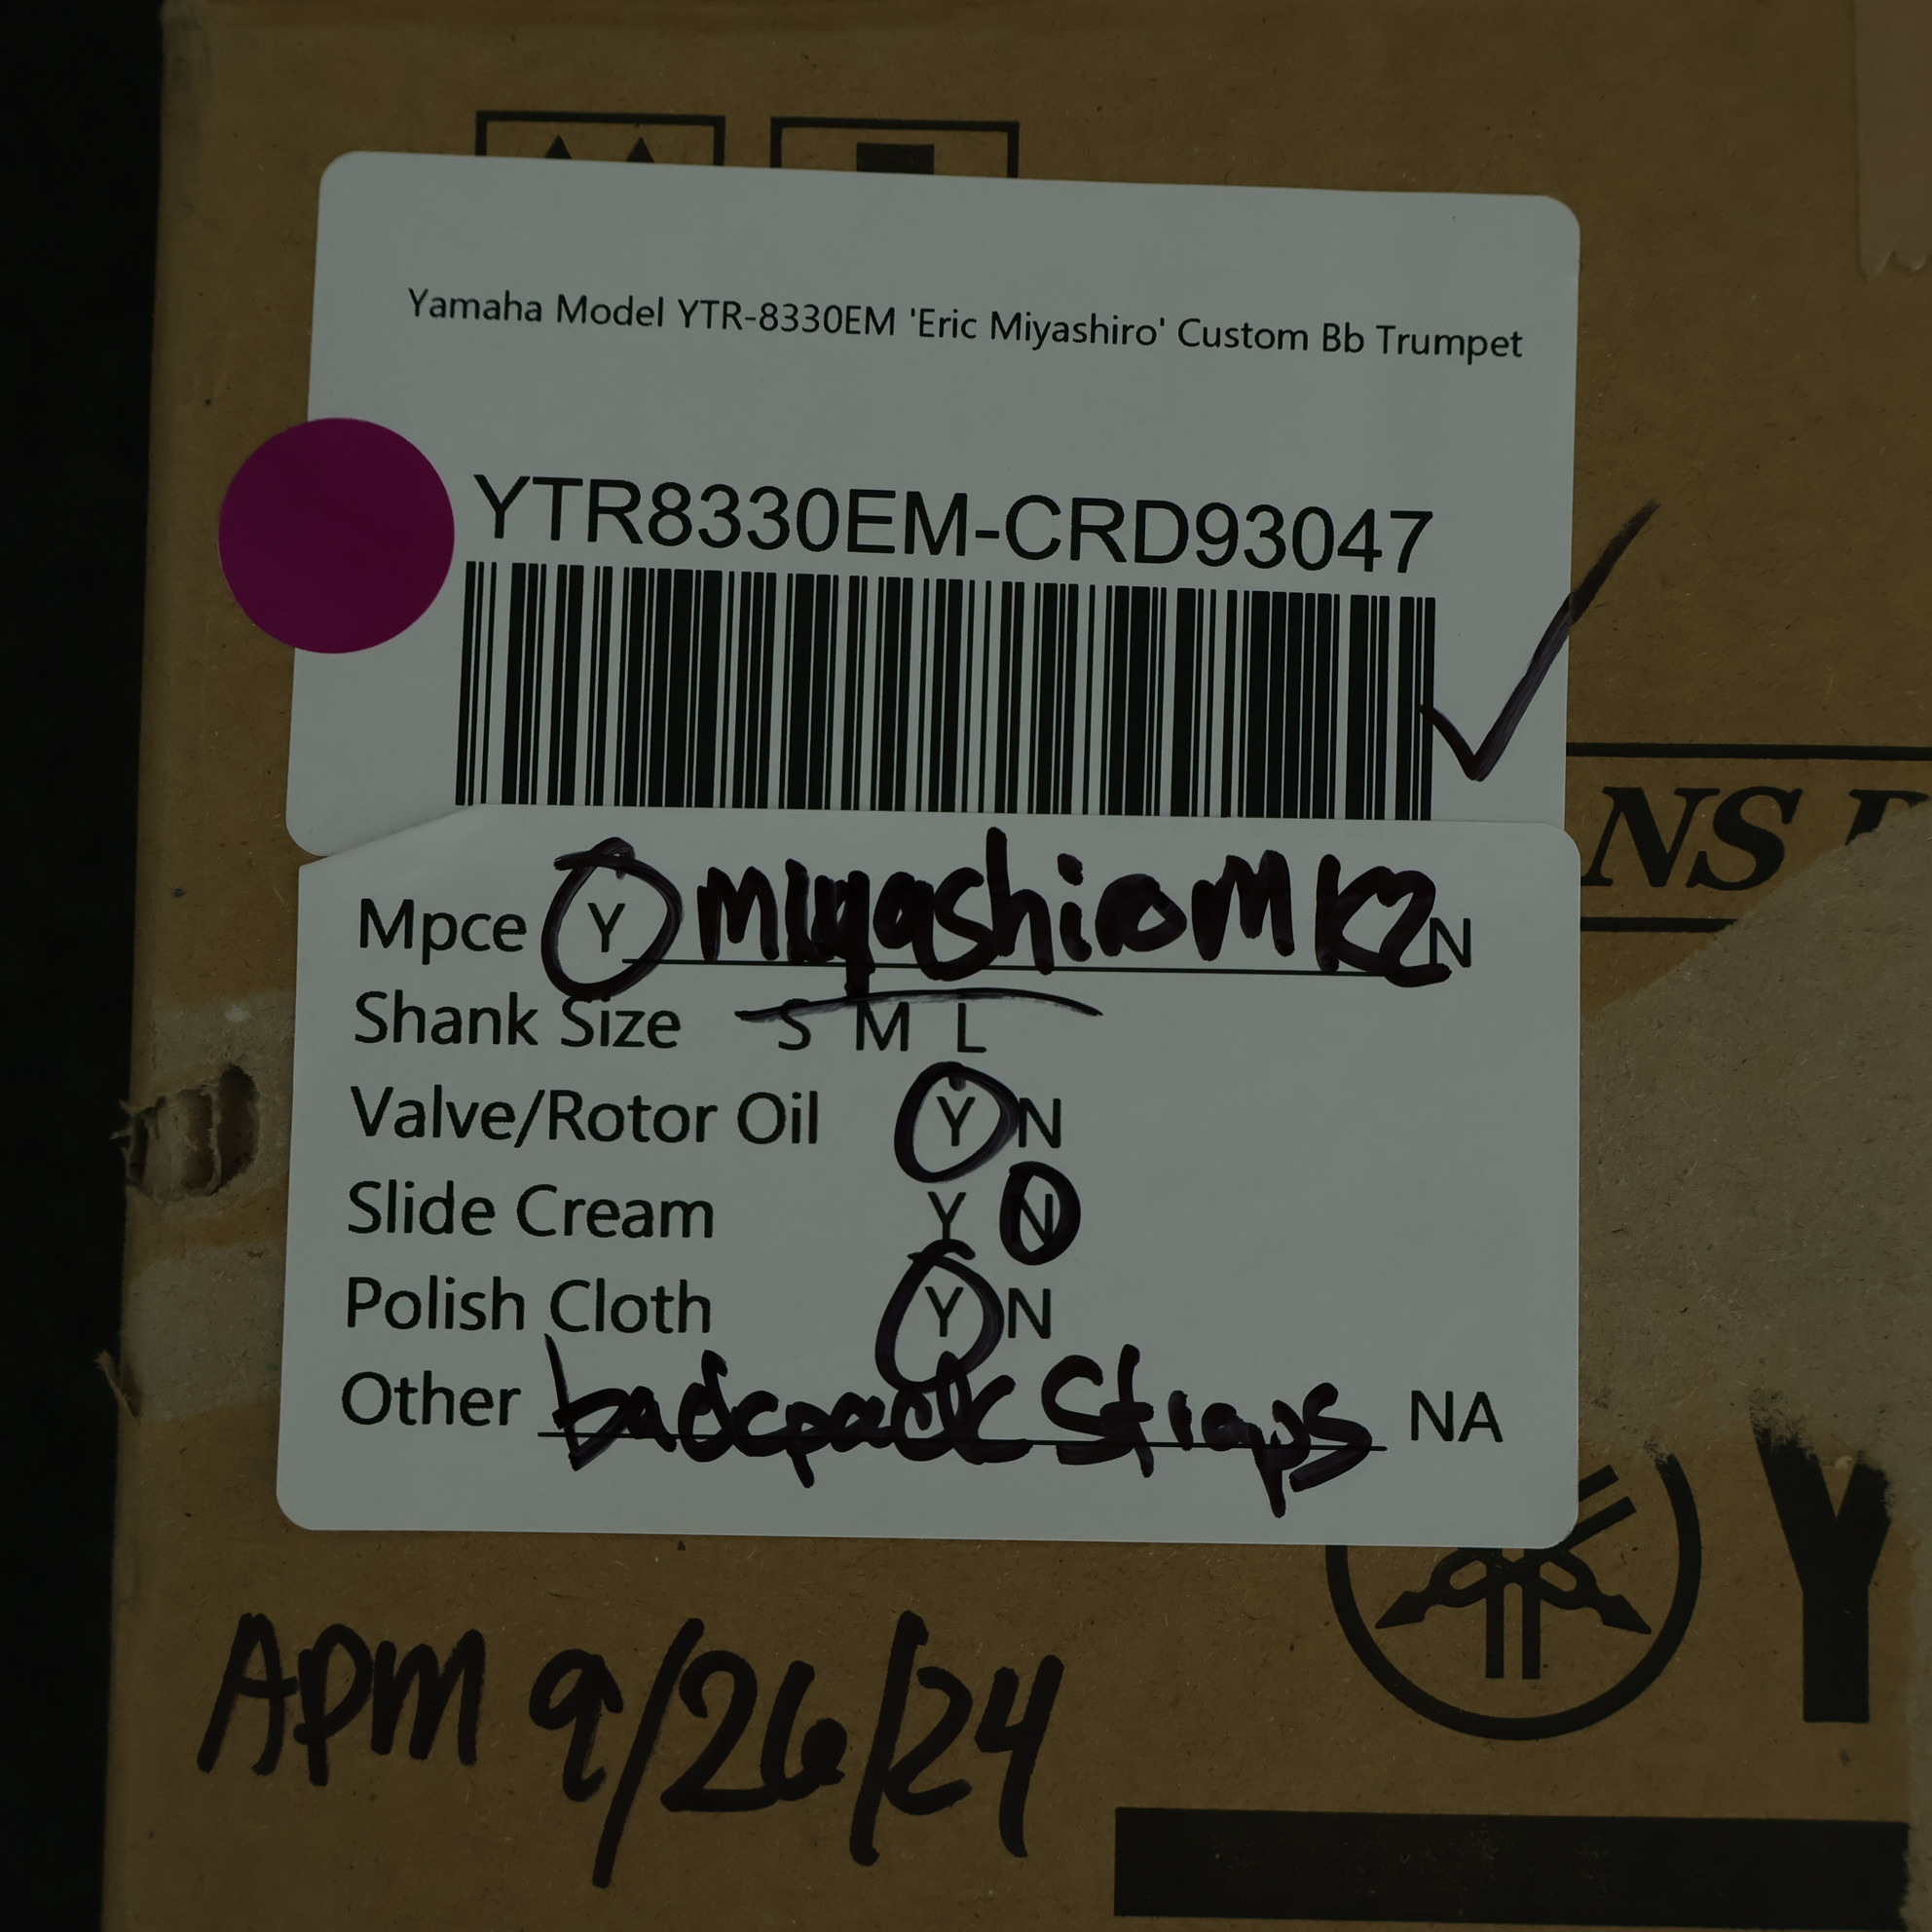 Yamaha Model YTR-8330EM 'Eric Miyashiro' Custom Bb Trumpet
YTR8330EM-CRD93047
NS
Mpce Y miyashiro MK2 N
Shank Size S M L
Valve/Rotor Oil Y N
Slide Cream Y N
Polish Cloth Y N
Other backpack Straps NA
Y
APM 9/26/24